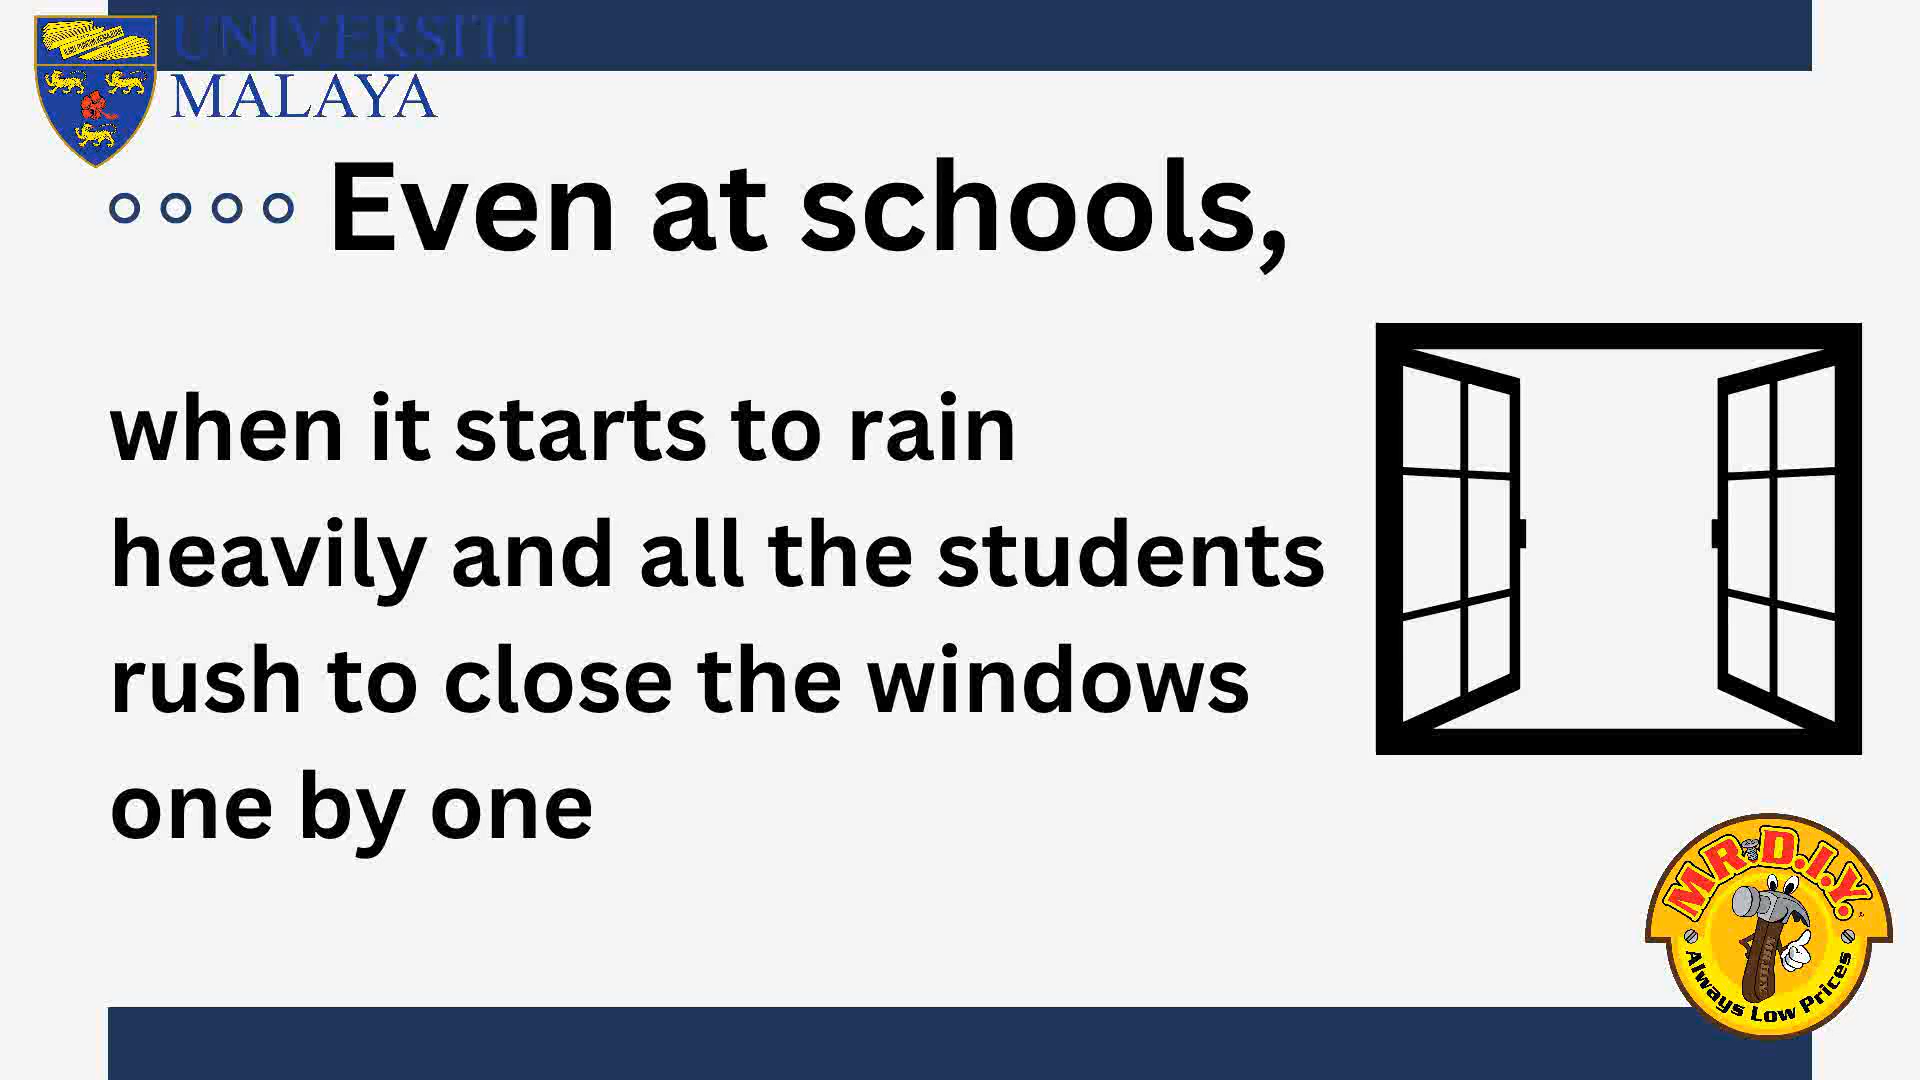 UNIVERSITI
MALAYA
Even at schools,
when it starts to rain
heavily and all the students
rush to close the windows
one by one
MR.D.I.Y.
Always Low Prices